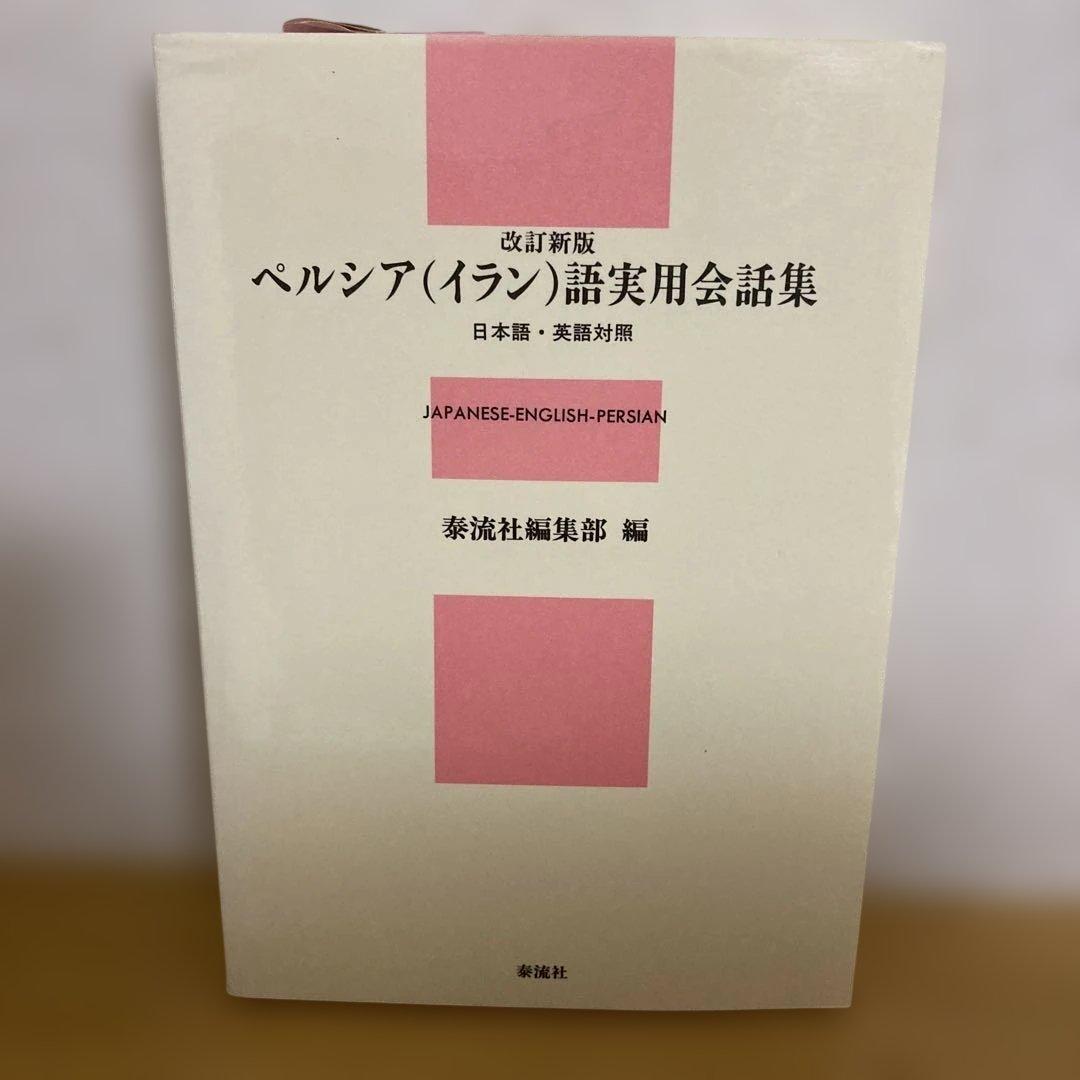 改訂新版
ペルシア(イラン)語実用会話集
日本語・英語対照
JAPANESE-ENGLISH-PERSIAN
泰流社編集部 編
泰流社